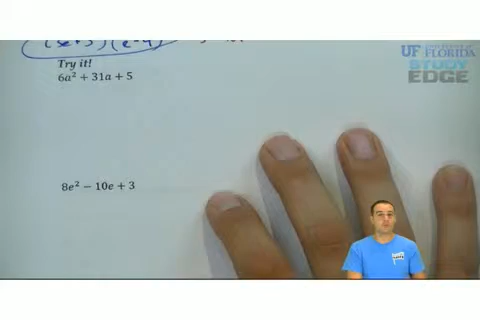 Try it!
6a² + 31a + 5
8e² − 10e + 3
UF
FLORIDA
STUDY
EDGE